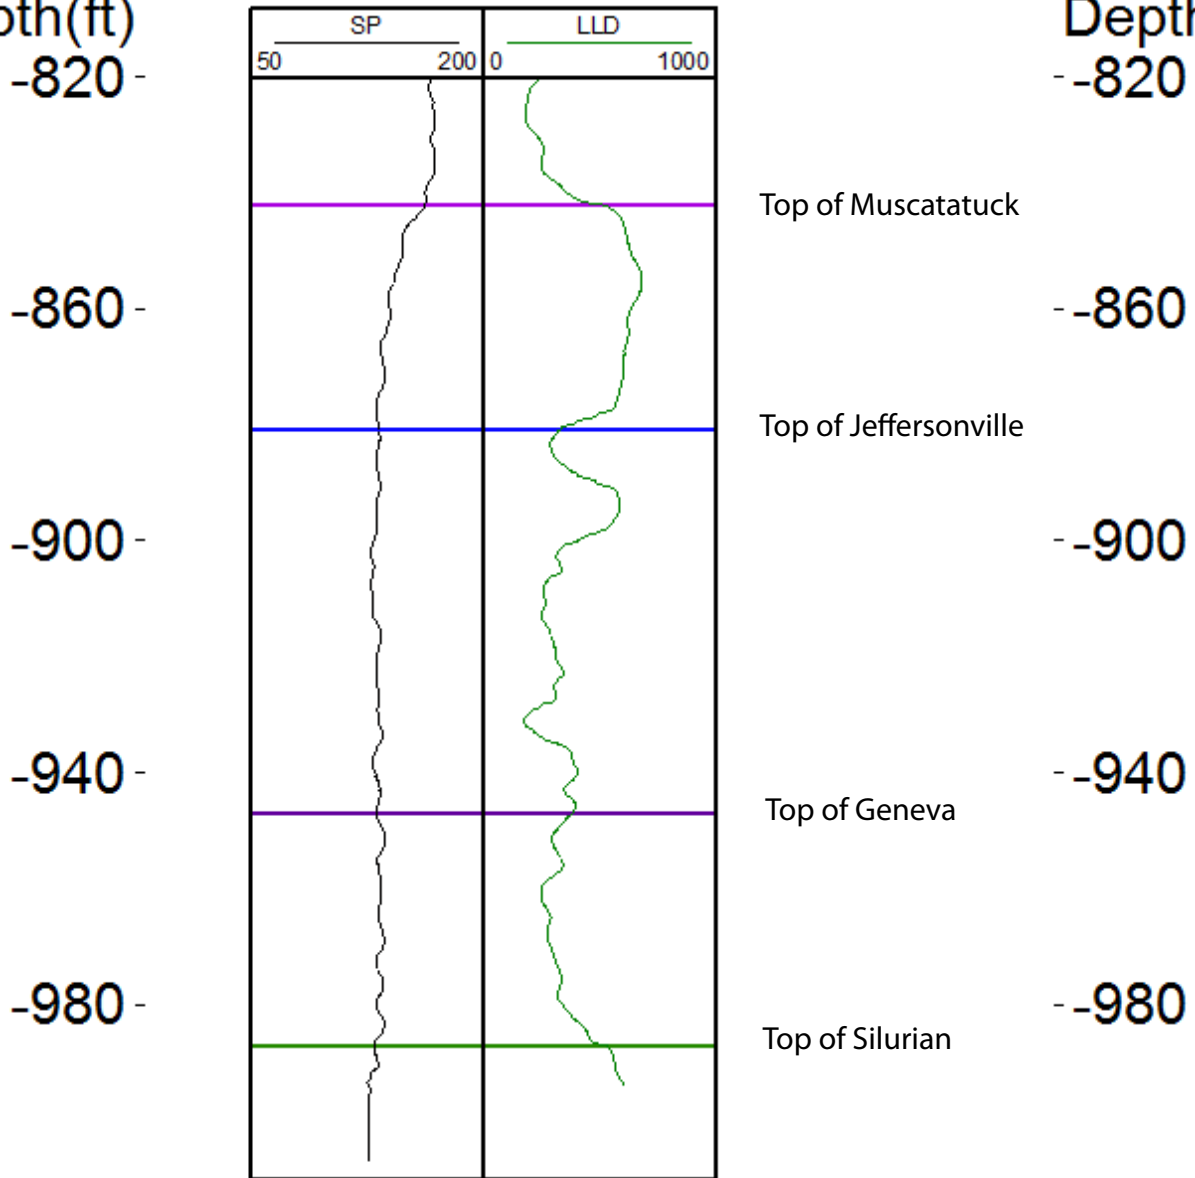 pth(ft)
Depth
SP
LLD
50
200
0
1000
-820
-820
Top of Muscatatuck
-860
-860
Top of Jeffersonville
-900
-900
-940
-940
Top of Geneva
-980
-980
Top of Silurian